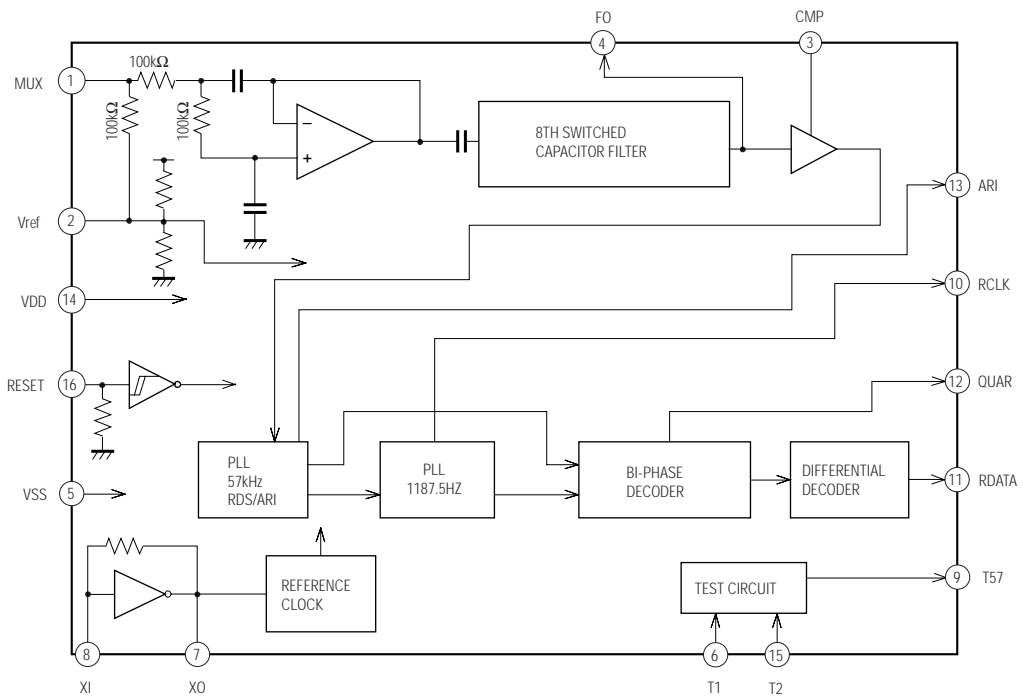 FO
CMP
4
3
MUX
1
100kΩ
100kΩ
100kΩ
−
+
8TH SWITCHED
CAPACITOR FILTER
13
ARI
Vref
2
VDD
14
10
RCLK
RESET
16
12
QUAR
PLL
57kHz
RDS/ARI
PLL
1187.5HZ
BI-PHASE
DECODER
DIFFERENTIAL
DECODER
11
RDATA
VSS
5
REFERENCE
CLOCK
TEST CIRCUIT
9
T57
8
7
6
15
XI
XO
T1
T2